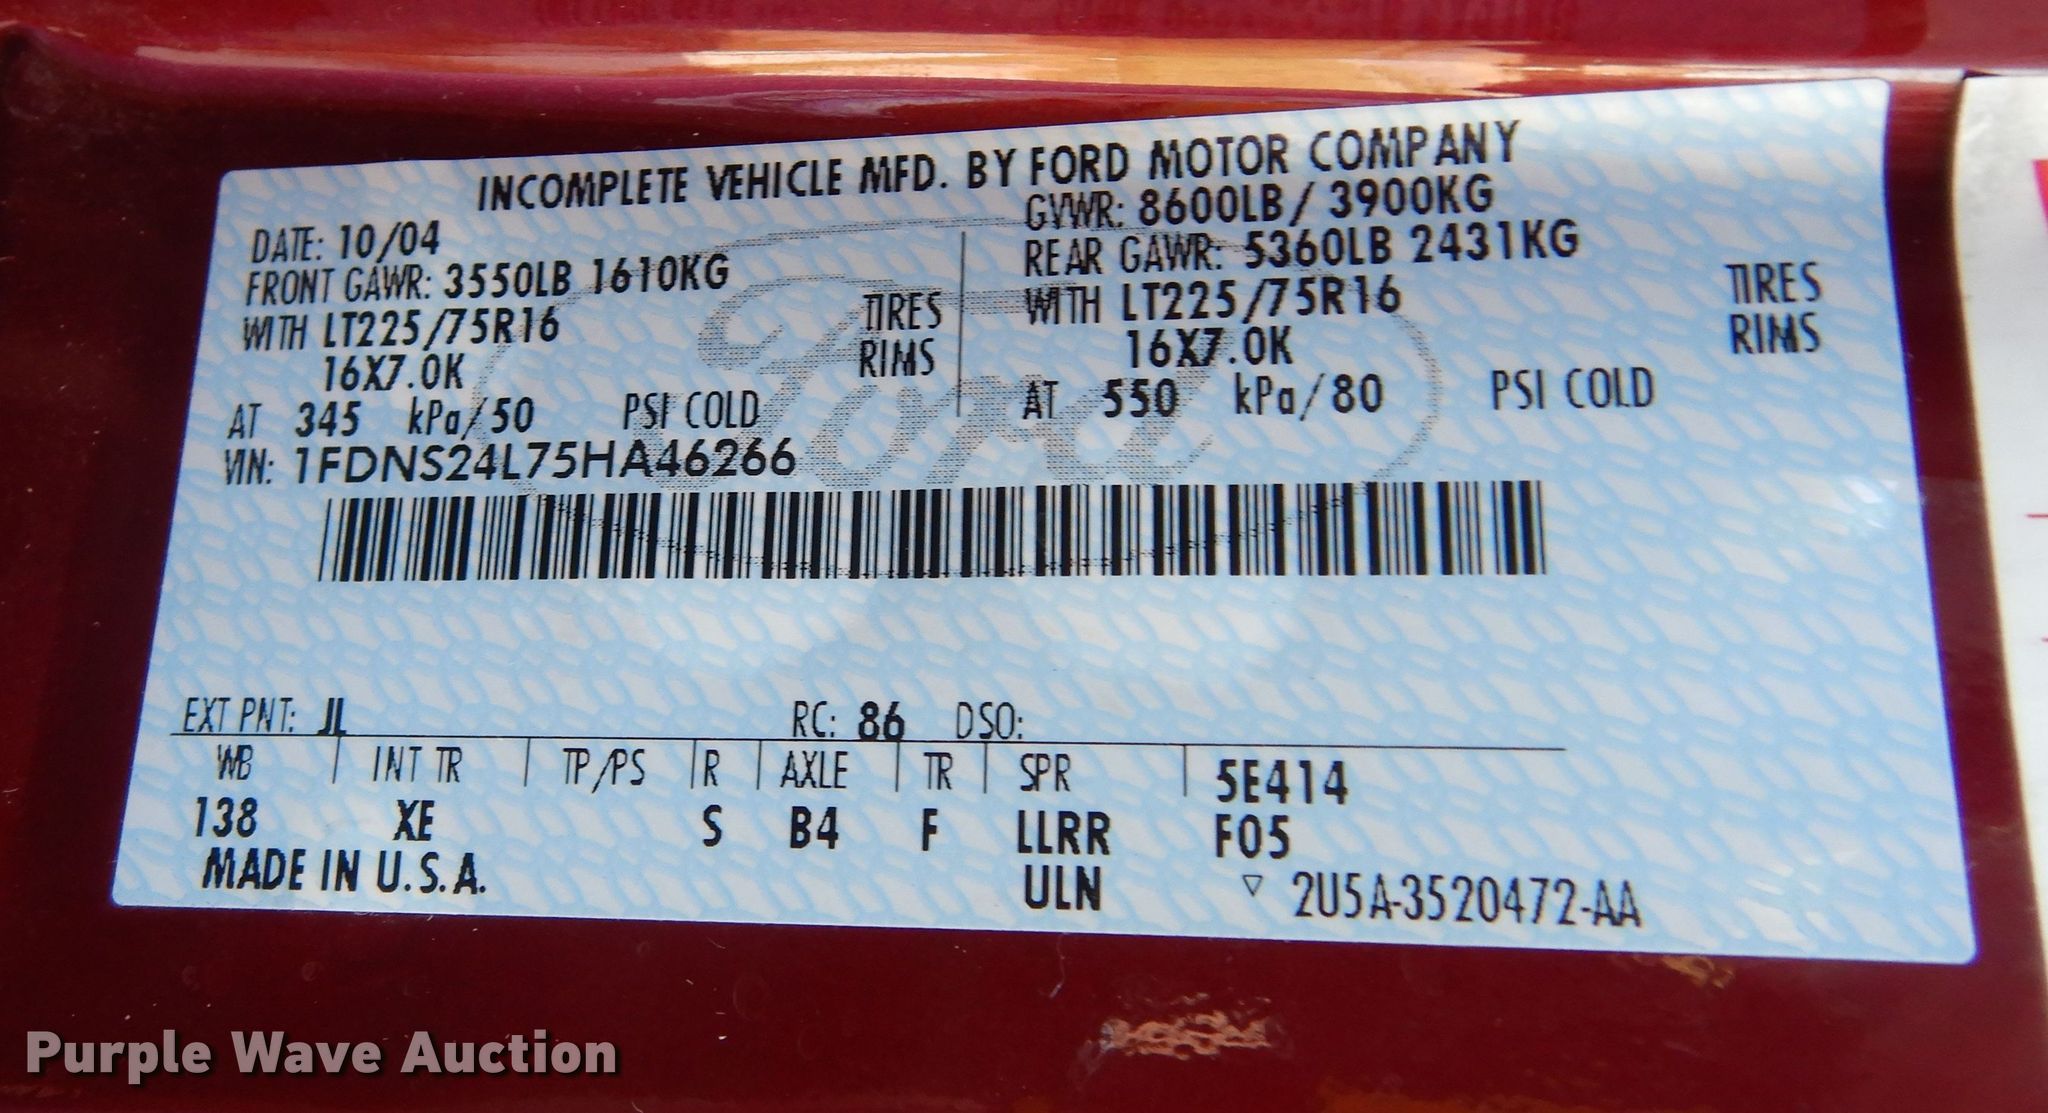 INCOMPLETE VEHICLE MFD. BY FORD MOTOR COMPANY
DATE: 10/04
GVWR: 8600LB / 3900KG
FRONT GAWR: 3550LB 1610KG
REAR GAWR: 5360LB 2431KG
WITH LT225/75R16 TIRES
WITH LT225/75R16 TIRES
16X7.0K RIMS
16X7.0K RIMS
AT 345 kPa/50 PSI COLD
AT 550 kPa/80 PSI COLD
VIN: 1FDNS24L75HA46266
Ford
EXT PNT: JL RC: 86 DSO:
WB INT TR TP/PS R AXLE TR SPR 5E414
138 XE S B4 F LLRR F05
MADE IN U.S.A. ULN ▽ 2U5A-3520472-AA
Purple Wave Auction